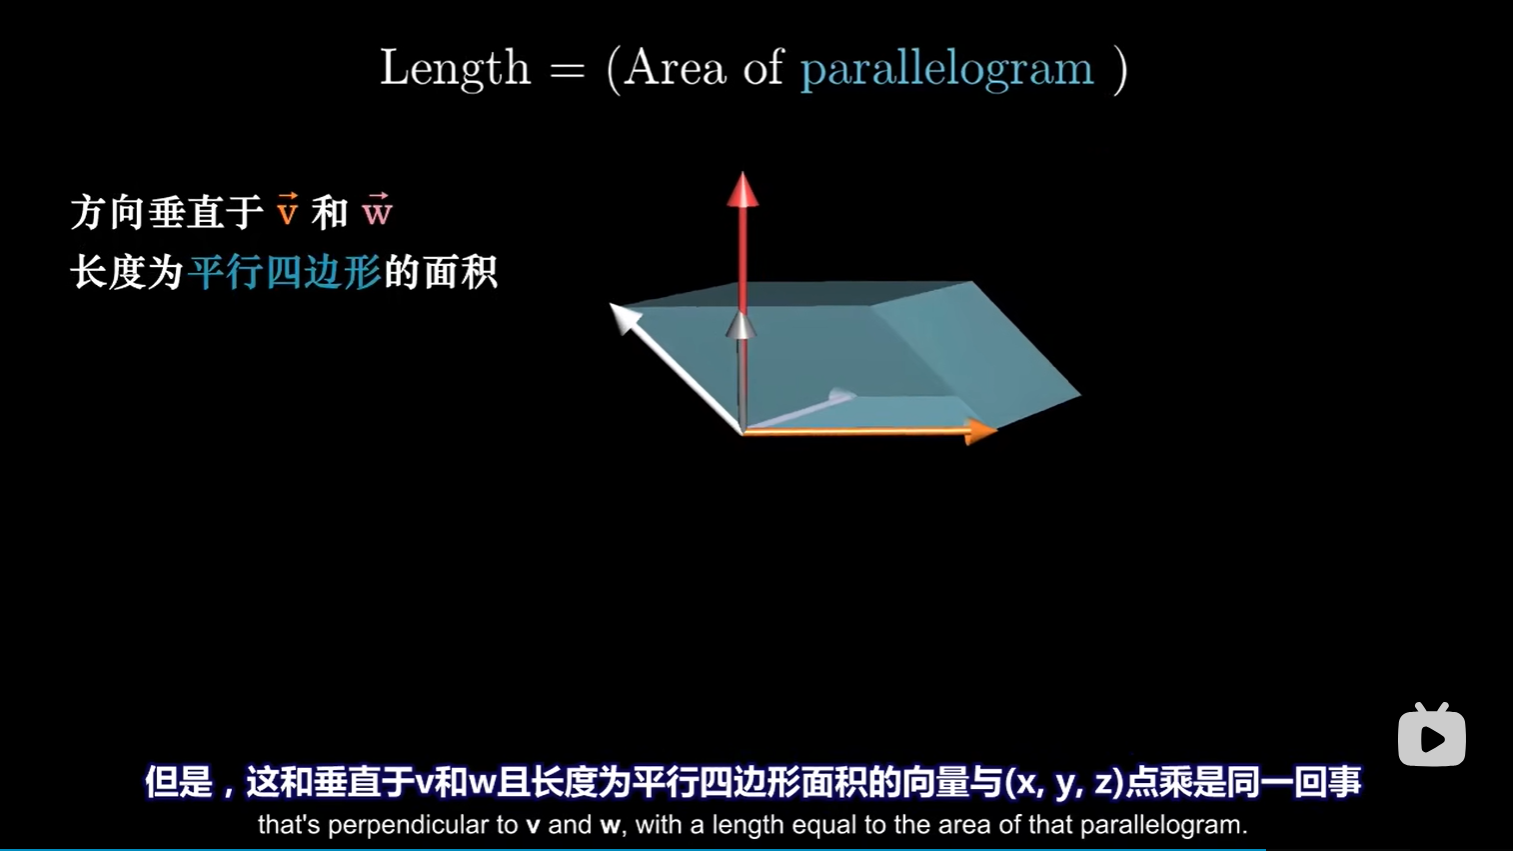 Length = (Area of parallelogram )
方向垂直于 v⃗ 和 w⃗
长度为平行四边形的面积
但是，这和垂直于v和w且长度为平行四边形面积的向量与(x, y, z)点乘是同一回事
that's perpendicular to v and w, with a length equal to the area of that parallelogram.